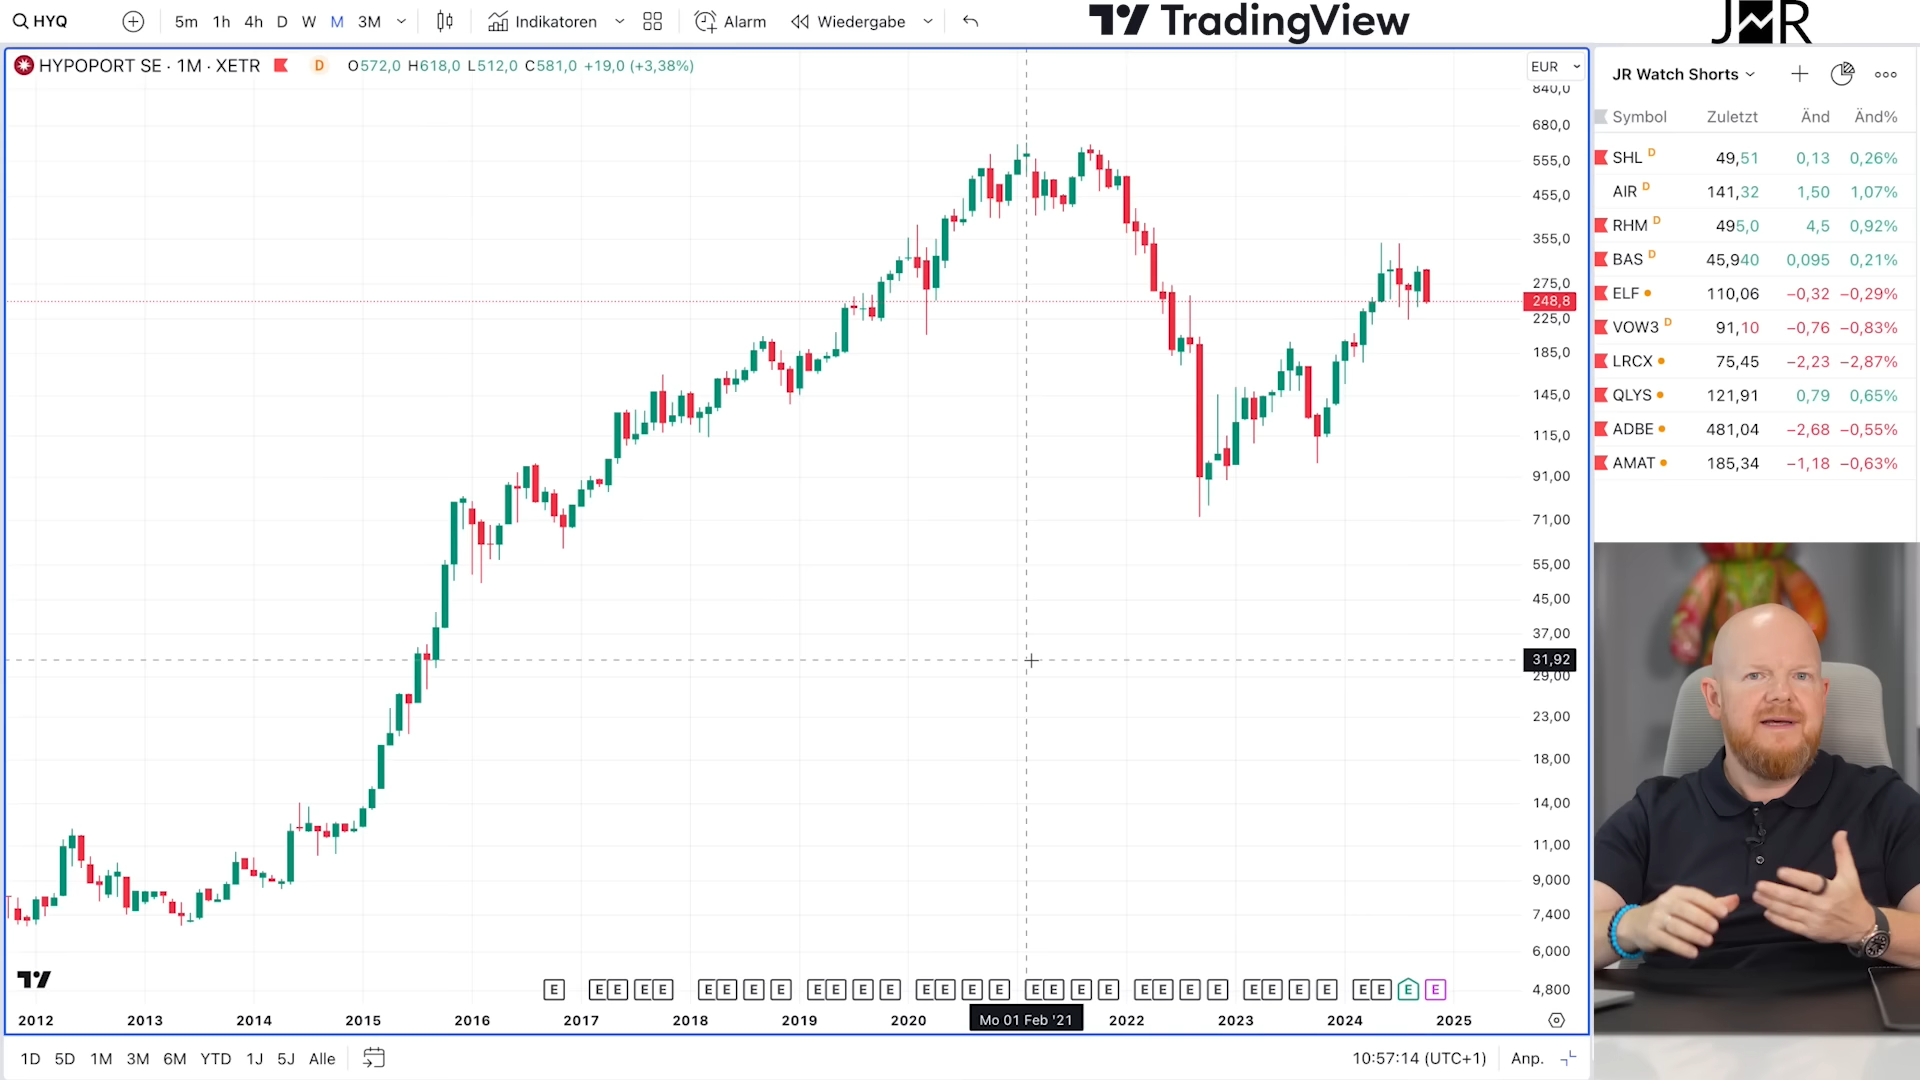 HYQ 5m 1h 4h D W M 3M Indikatoren Alarm Wiedergabe TradingView JMR
HYPOPORT SE · 1M · XETR D O572,0 H618,0 L512,0 C581,0 +19,0 (+3,38%) EUR
840,0
680,0
555,0
455,0
355,0
275,0
248,8
225,0
185,0
145,0
115,0
91,00
71,00
55,00
45,00
37,00
31,92
29,00
23,00
18,00
14,00
11,00
9,000
7,400
6,000
4,800
E E E E E E E E E E E E E E E E E E E E E E E E E E E E E E E E E E
2012 2013 2014 2015 2016 2017 2018 2019 2020 Mo 01 Feb '21 2022 2023 2024 2025
1D 5D 1M 3M 6M YTD 1J 5J Alle 10:57:14 (UTC+1) Anp.
JR Watch Shorts
Symbol Zuletzt Änd Änd%
SHL D 49,51 0,13 0,26%
AIR D 141,32 1,50 1,07%
RHM D 495,0 4,5 0,92%
BAS D 45,940 0,095 0,21%
ELF 110,06 −0,32 −0,29%
VOW3 D 91,10 −0,76 −0,83%
LRCX 75,45 −2,23 −2,87%
QLYS 121,91 0,79 0,65%
ADBE 481,04 −2,68 −0,55%
AMAT 185,34 −1,18 −0,63%